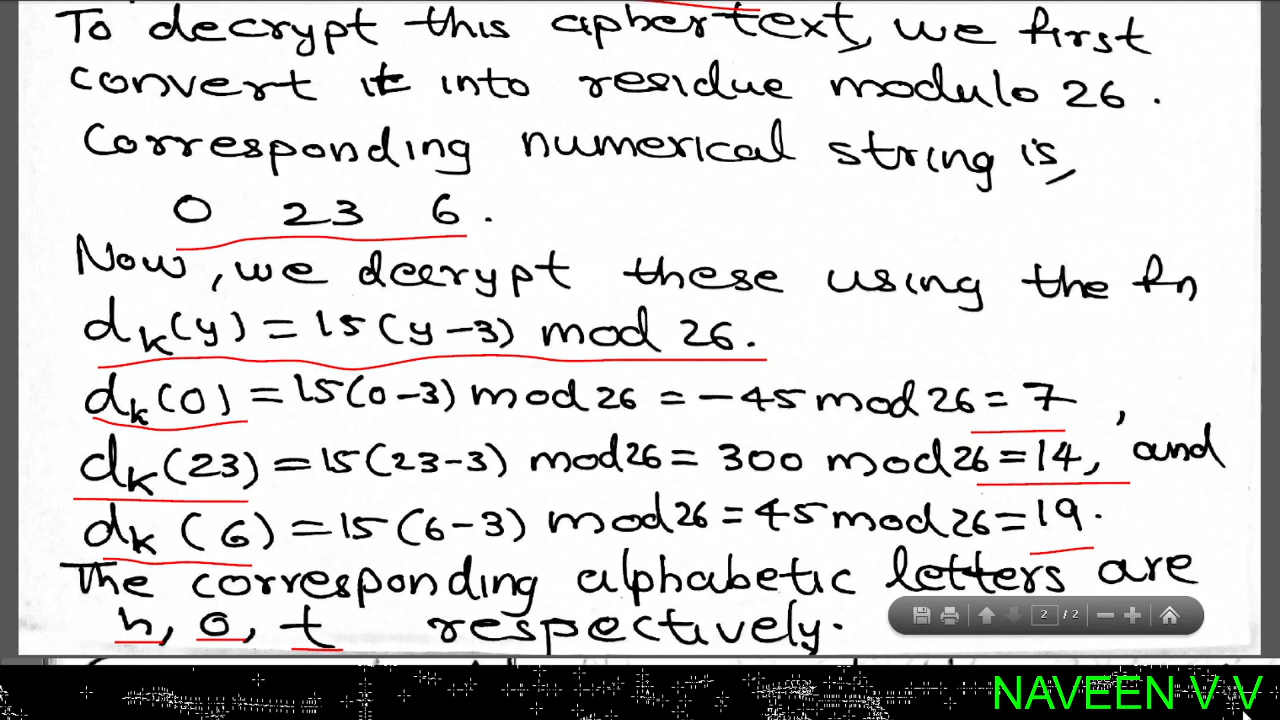 To decrypt this ciphertext, we first
convert it into residue modulo 26.
Corresponding numerical string is,
0 23 6.
Now, we decrypt these using the fn
dk(y) = 15(y-3) mod 26.
dk(0) = 15(0-3) mod 26 = -45 mod 26 = 7 ,
dk(23) = 15(23-3) mod 26 = 300 mod 26 = 14, and
dk(6) = 15(6-3) mod 26 = 45 mod 26 = 19.
The corresponding alphabetic letters are
h, o, t respectively.
2 / 2
NAVEEN V V